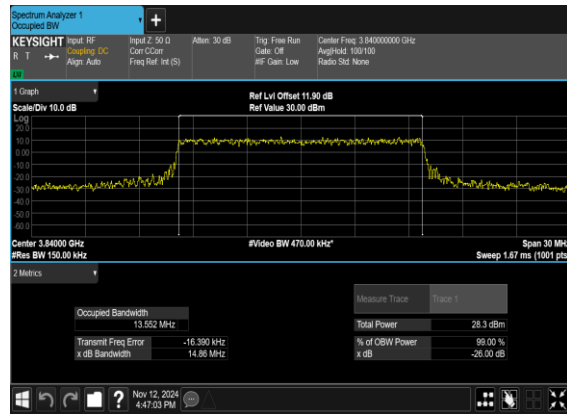 Spectrum Analyzer 1
Occupied BW
+
KEYSIGHT Input: RF Input Z: 50 Ω Atten: 30 dB Trig: Free Run Center Freq: 3.840000000 GHz
R T Coupling: DC Corr CCorr Gate: Off Avg|Hold: 100/100
Align: Auto Freq Ref: Int (S) #IF Gain: Low Radio Std: None
LW
1 Graph
Ref Lvl Offset 11.90 dB
Scale/Div 10.0 dB Ref Value 30.00 dBm
Log
20.0
10.0
0.00
-10.0
-20.0
-30.0
-40.0
-50.0
-60.0
Center 3.84000 GHz #Video BW 470.00 kHz* Span 30 MHz
#Res BW 150.00 kHz Sweep 1.67 ms (1001 pts
2 Metrics
Measure Trace Trace 1
Occupied Bandwidth
13.552 MHz Total Power 28.3 dBm
Transmit Freq Error -16.390 kHz % of OBW Power 99.00 %
x dB Bandwidth 14.86 MHz x dB -26.00 dB
? Nov 12, 2024
4:47:03 PM